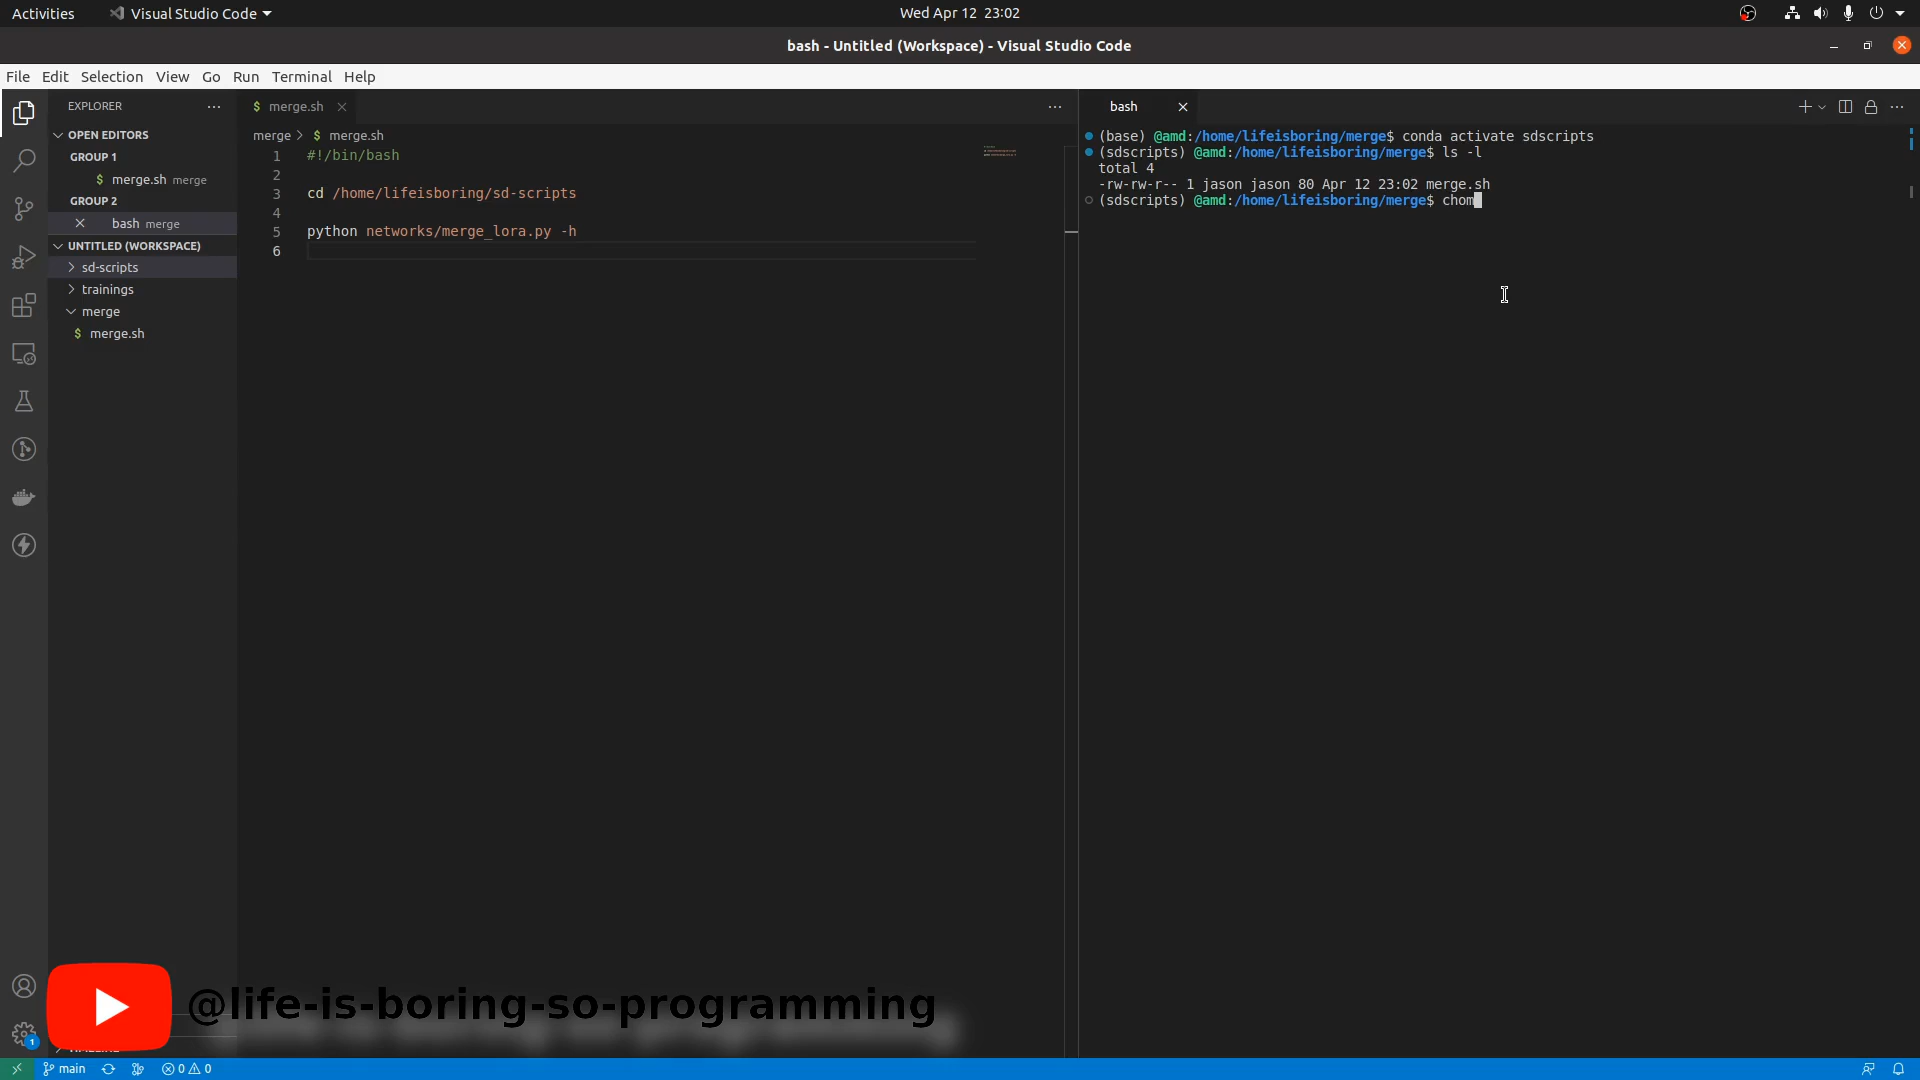 Activities Visual Studio Code Wed Apr 12 23:02
bash - Untitled (Workspace) - Visual Studio Code
File Edit Selection View Go Run Terminal Help
EXPLORER
OPEN EDITORS
GROUP 1
$ merge.sh merge
GROUP 2
bash merge
UNTITLED (WORKSPACE)
sd-scripts
trainings
merge
$ merge.sh
$ merge.sh
merge > $ merge.sh
1 #!/bin/bash
2
3 cd /home/lifeisboring/sd-scripts
4
5 python networks/merge_lora.py -h
6
bash
(base) @amd:/home/lifeisboring/merge$ conda activate sdscripts
(sdscripts) @amd:/home/lifeisboring/merge$ ls -l
total 4
-rw-rw-r-- 1 jason jason 80 Apr 12 23:02 merge.sh
(sdscripts) @amd:/home/lifeisboring/merge$ chom
@life-is-boring-so-programming
1
main 0 0